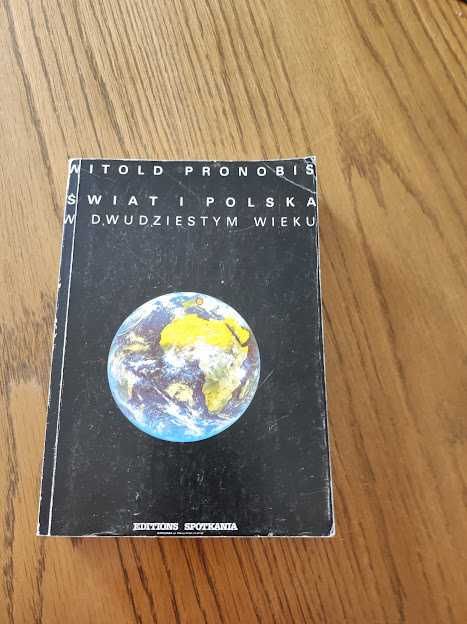 WITOLD PRONOBIS
ŚWIAT I POLSKA
W DWUDZIESTYM WIEKU
EDITIONS SPOTKANIA